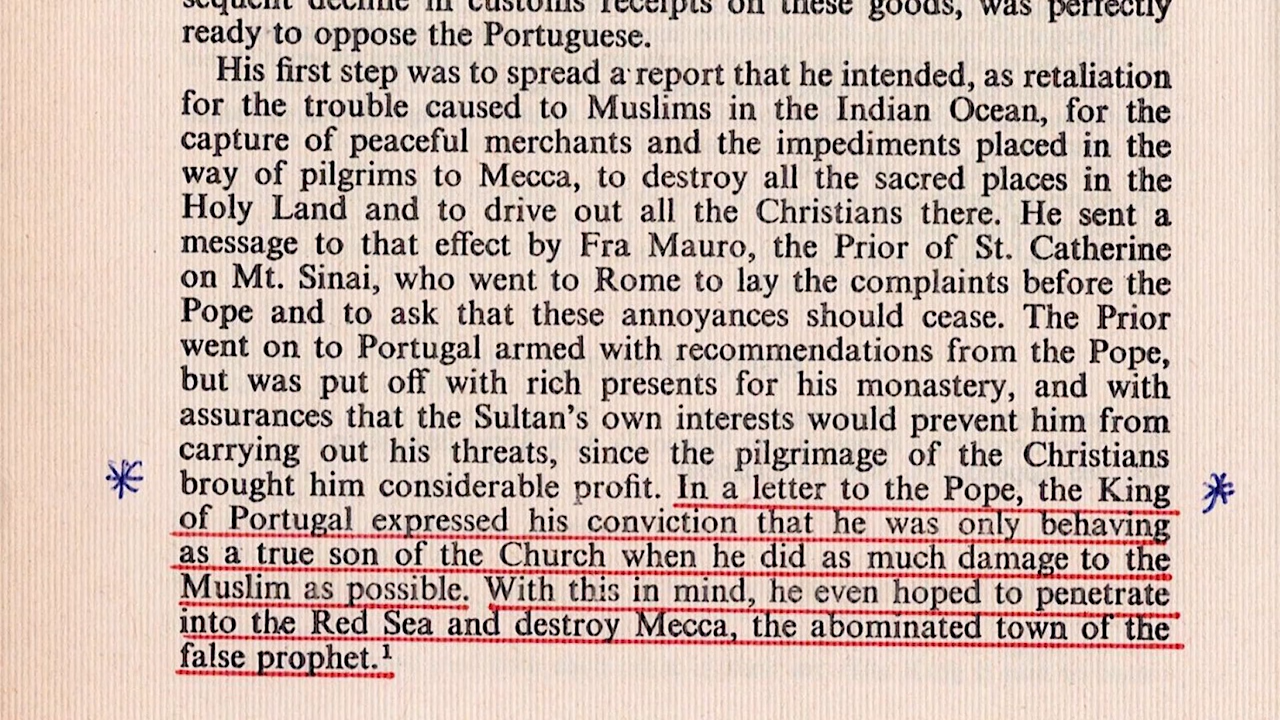 sequent decline in customs receipts on these goods, was perfectly
ready to oppose the Portuguese.
His first step was to spread a report that he intended, as retaliation
for the trouble caused to Muslims in the Indian Ocean, for the
capture of peaceful merchants and the impediments placed in the
way of pilgrims to Mecca, to destroy all the sacred places in the
Holy Land and to drive out all the Christians there. He sent a
message to that effect by Fra Mauro, the Prior of St. Catherine
on Mt. Sinai, who went to Rome to lay the complaints before the
Pope and to ask that these annoyances should cease. The Prior
went on to Portugal armed with recommendations from the Pope,
but was put off with rich presents for his monastery, and with
assurances that the Sultan's own interests would prevent him from
carrying out his threats, since the pilgrimage of the Christians
brought him considerable profit. In a letter to the Pope, the King
of Portugal expressed his conviction that he was only behaving
as a true son of the Church when he did as much damage to the
Muslim as possible. With this in mind, he even hoped to penetrate
into the Red Sea and destroy Mecca, the abominated town of the
false prophet.¹